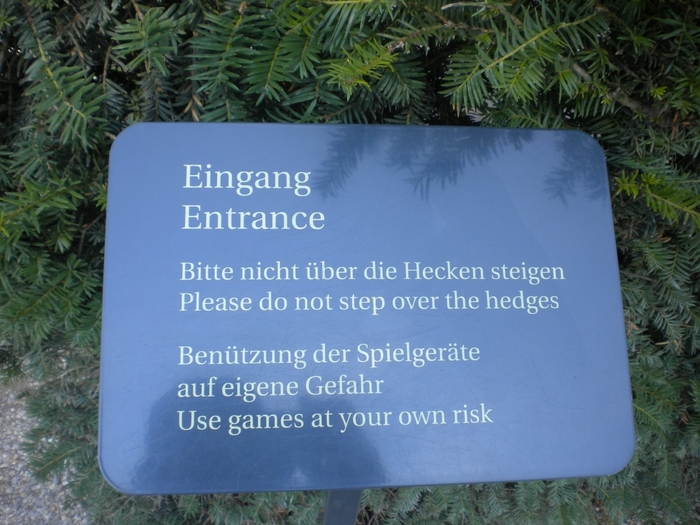 Eingang
Entrance
Bitte nicht über die Hecken steigen
Please do not step over the hedges
Benützung der Spielgeräte
auf eigene Gefahr
Use games at your own risk